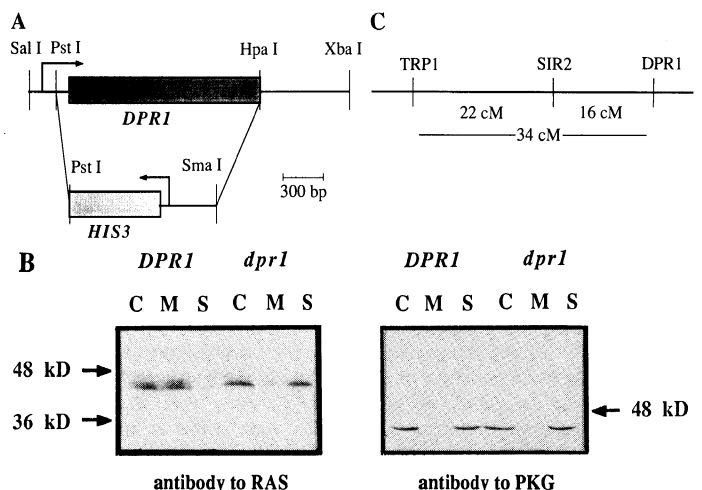 A
C
Sal I Pst I Hpa I Xba I
DPR1
TRP1 SIR2 DPR1
22 cM 16 cM
34 cM
Pst I Sma I
300 bp
HIS3
B
DPR1 dpr1 DPR1 dpr1
C M S C M S C M S C M S
48 kD
36 kD
48 kD
antibody to RAS antibody to PKG